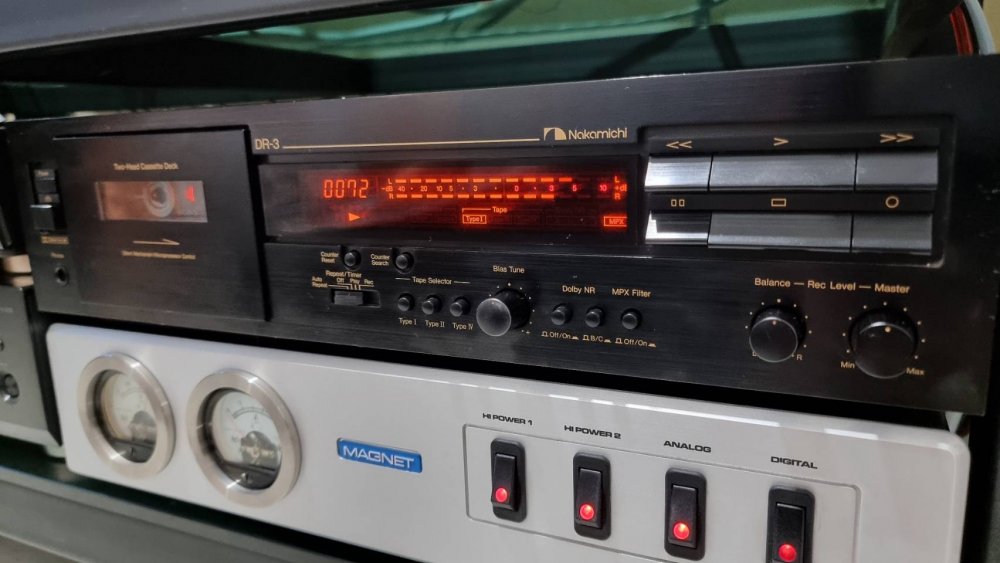 DR-3
Nakamichi
Two-Head Cassette Deck
<< > >>
0072
L
-dB 40 20 10 5 3 0 3 5 10 +dB
R
Tape
Type I
MPX
Counter Reset
Counter Search
Repeat/Timer
Auto Repeat Off Play Rec
Tape Selector
Type I Type II Type IV
Bias Tune
- +
Dolby NR
Off/On B/C
MPX Filter
Off/On
Balance — Rec Level — Master
R
Min Max
MAGNET
HI POWER 1
HI POWER 2
ANALOG
DIGITAL